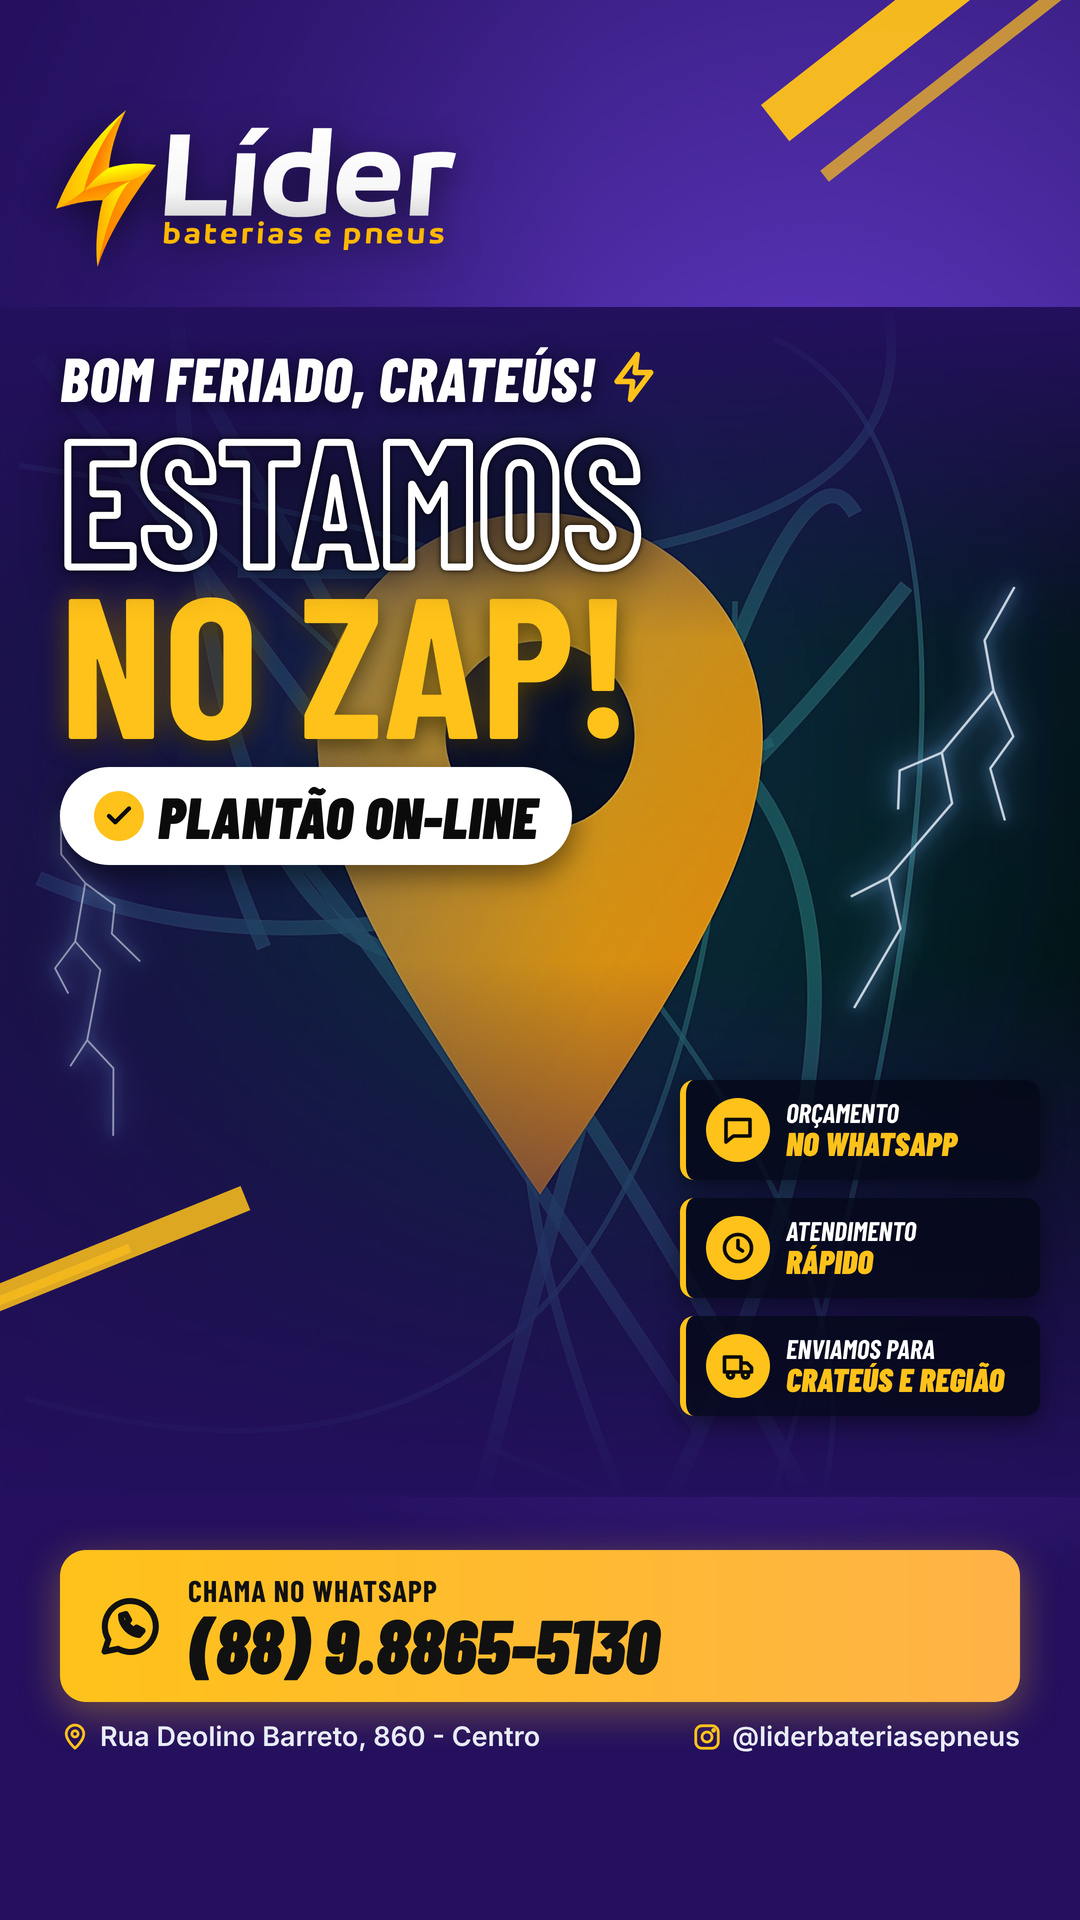 Líder
baterias e pneus
BOM FERIADO, CRATEÚS!
ESTAMOS
NO ZAP!
PLANTÃO ON-LINE
ORÇAMENTO
NO WHATSAPP
ATENDIMENTO
RÁPIDO
ENVIAMOS PARA
CRATEÚS E REGIÃO
CHAMA NO WHATSAPP
(88) 9.8865-5130
Rua Deolino Barreto, 860 - Centro
@liderbateriasepneus